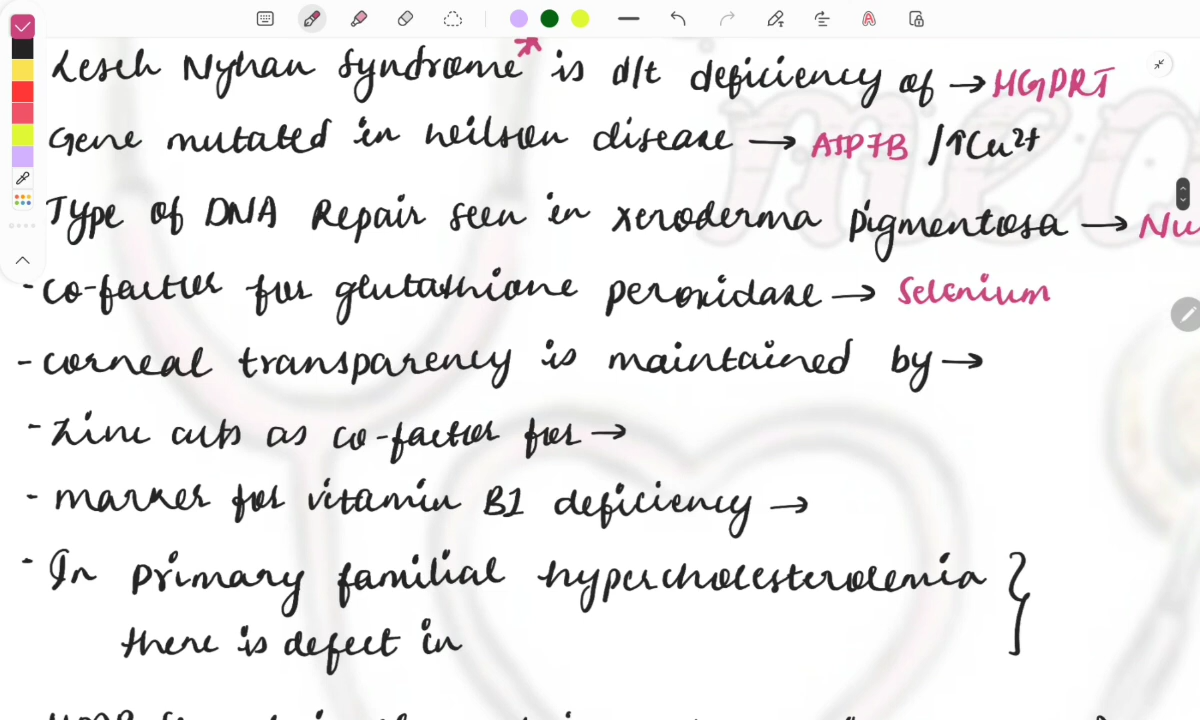 Lesch Nyhan Syndrome* is d/t deficiency of → HGPRT
Gene mutated in Weilson disease → ATP7B /↑Cu2+
Type of DNA Repair seen in xeroderma pigmentosa → Nu
- co-factor for glutathione peroxidase → Selenium
- corneal transparency is maintained by →
- Zinc acts as co-factor for →
- marker for vitamin B1 deficiency →
- In primary familial hypercholesterolemia }
there is defect in